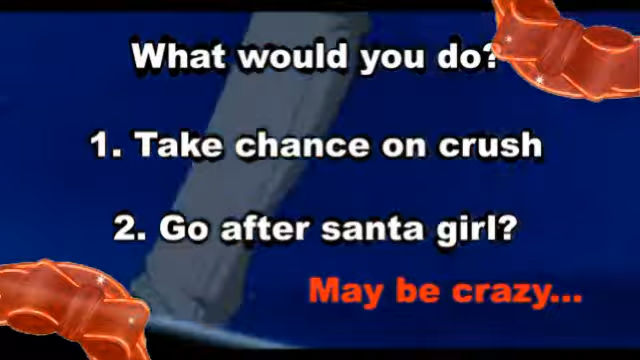 What would you do?
1. Take chance on crush
2. Go after santa girl?
May be crazy...